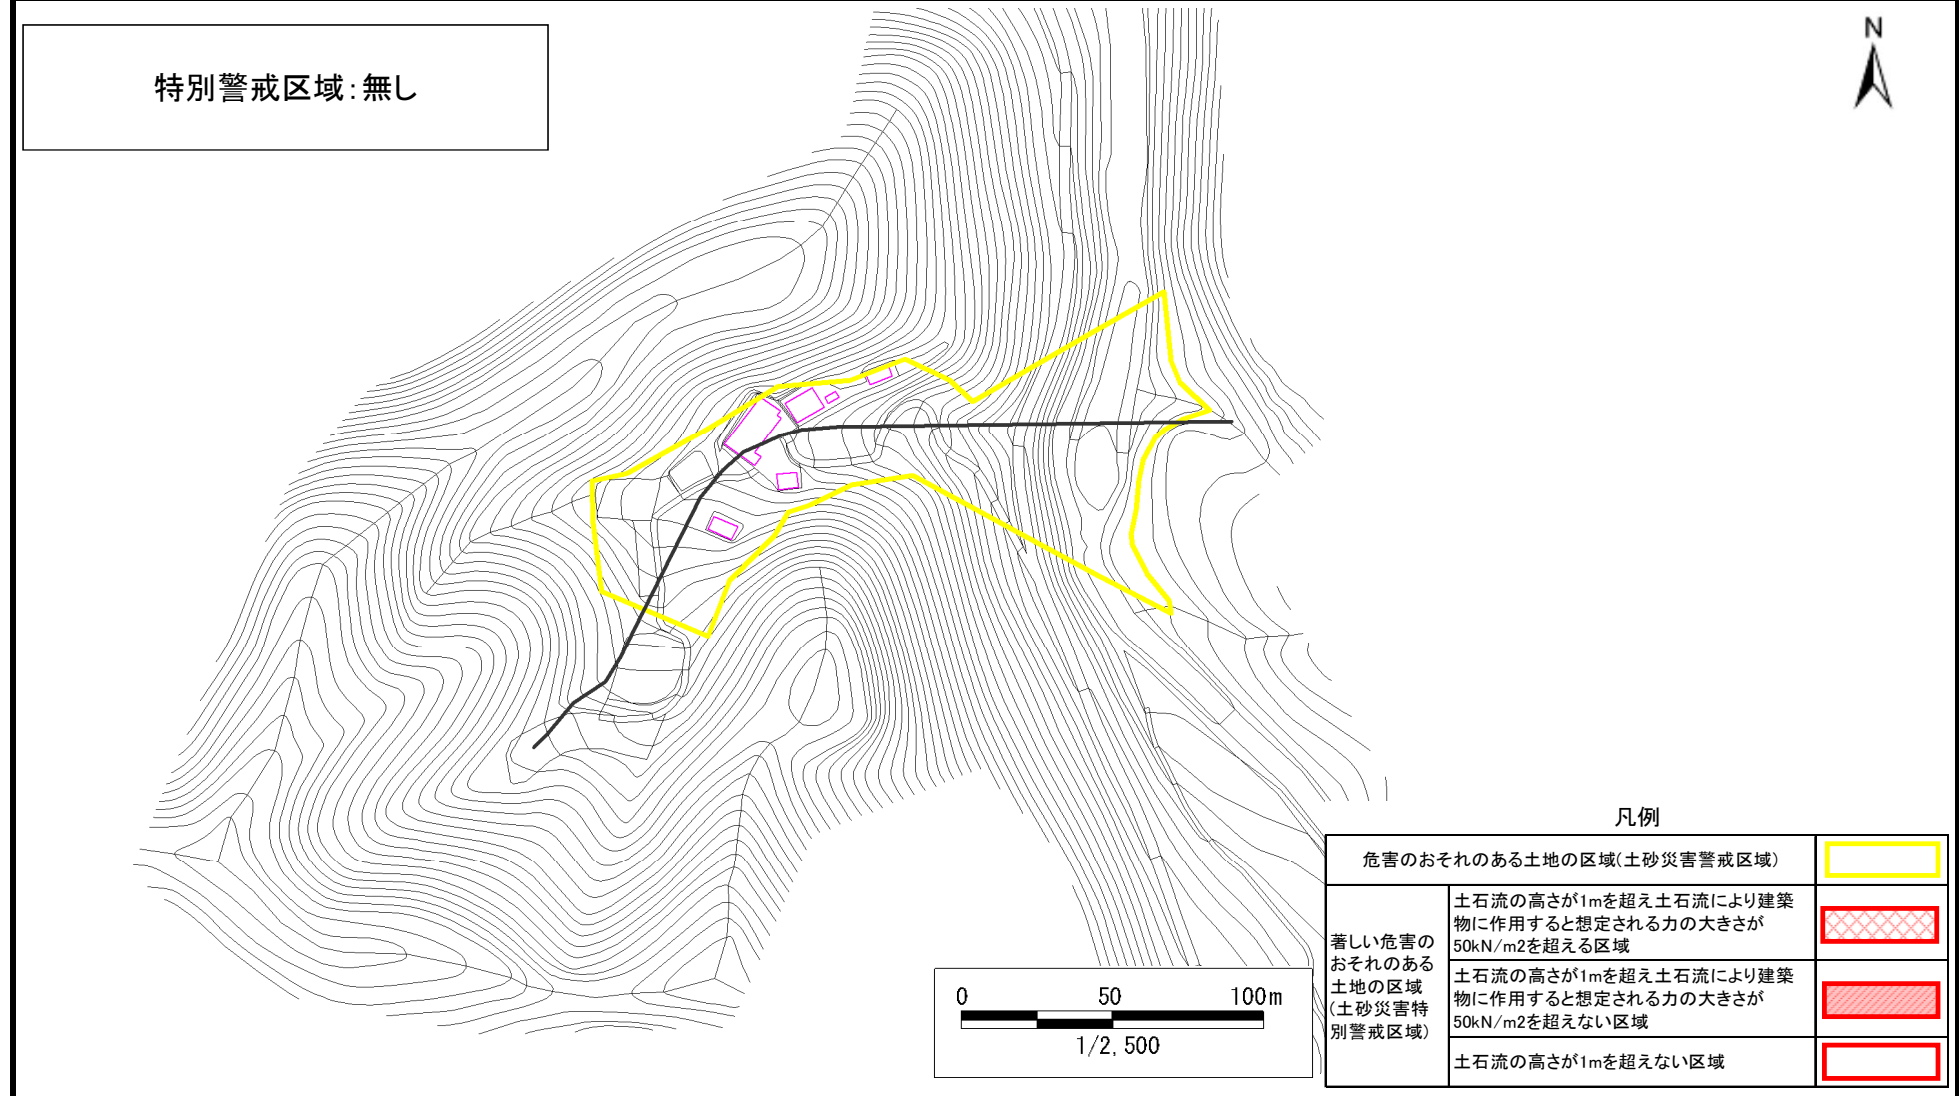 特別警戒区域:無し
N
凡例
危害のおそれのある土地の区域(土砂災害警戒区域)
著しい危害の
おそれのある
土地の区域
(土砂災害特
別警戒区域)
土石流の高さが1mを超え土石流により建築
物に作用すると想定される力の大きさが
50kN/m2を超える区域
土石流の高さが1mを超え土石流により建築
物に作用すると想定される力の大きさが
50kN/m2を超えない区域
土石流の高さが1mを超えない区域
0 50 100m
1/2,500